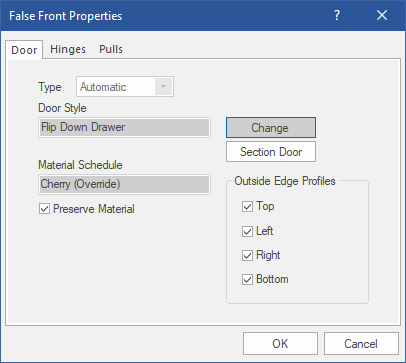 False Front Properties
?
Door Hinges Pulls
Type Automatic
Door Style
Flip Down Drawer
Change
Section Door
Material Schedule
Cherry (Override)
Preserve Material
Outside Edge Profiles
Top
Left
Right
Bottom
OK Cancel